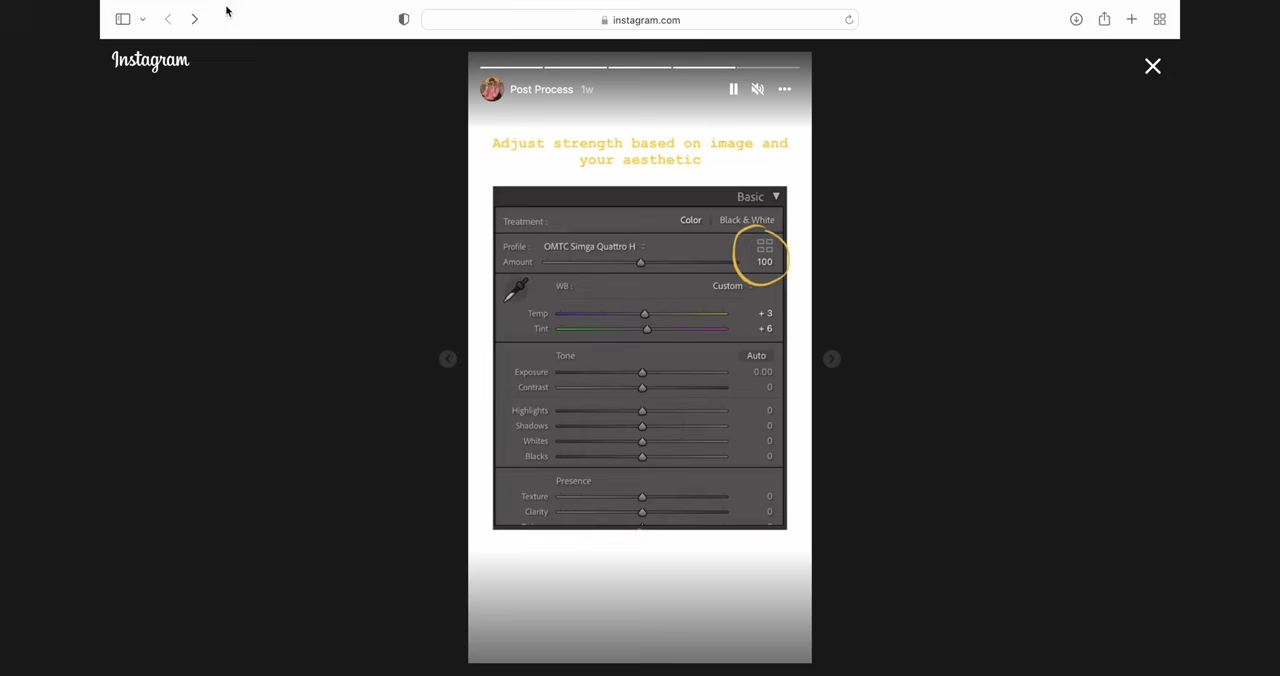 instagram.com
Instagram
Post Process 1w
Adjust strength based on image and
your aesthetic
Basic
Treatment : Color | Black & White
Profile : OMTC Simga Quattro H
Amount 100
WB : Custom
Temp + 3
Tint + 6
Tone Auto
Exposure 0.00
Contrast 0
Highlights 0
Shadows 0
Whites 0
Blacks 0
Presence
Texture 0
Clarity 0